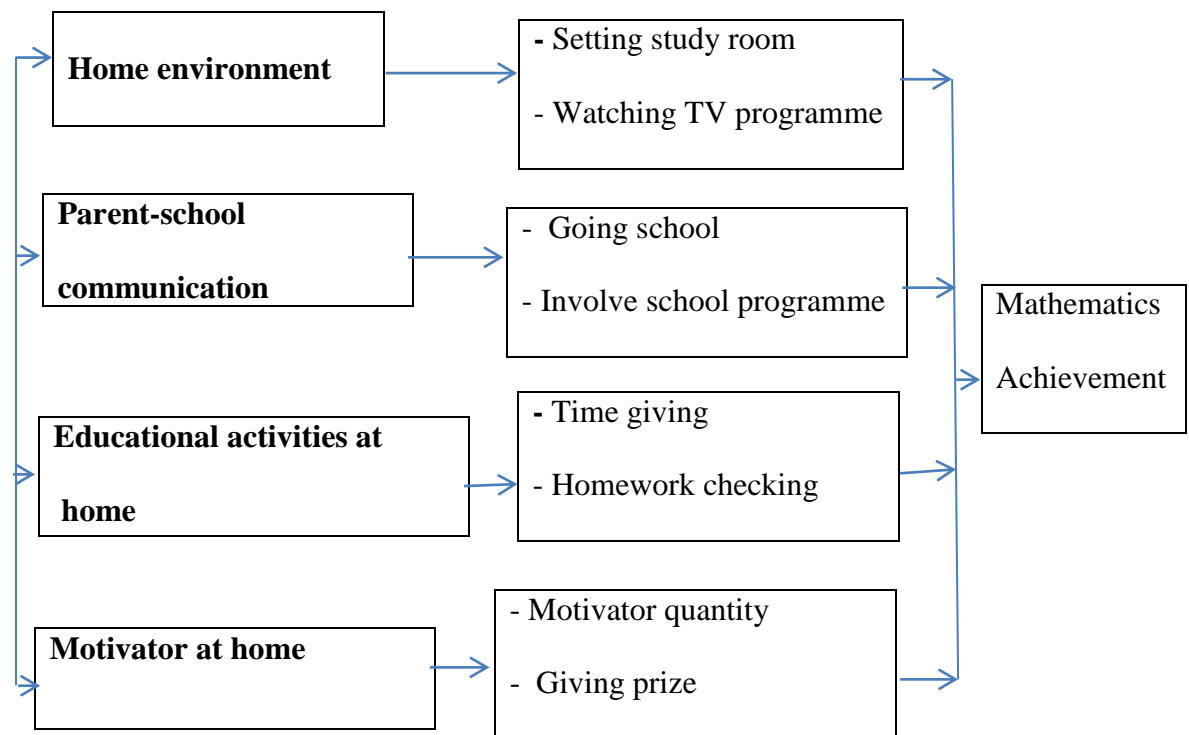 Home environment
- Setting study room
- Watching TV programme
Parent-school
communication
- Going school
- Involve school programme
Educational activities at
home
- Time giving
- Homework checking
Motivator at home
- Motivator quantity
- Giving prize
Mathematics
Achievement